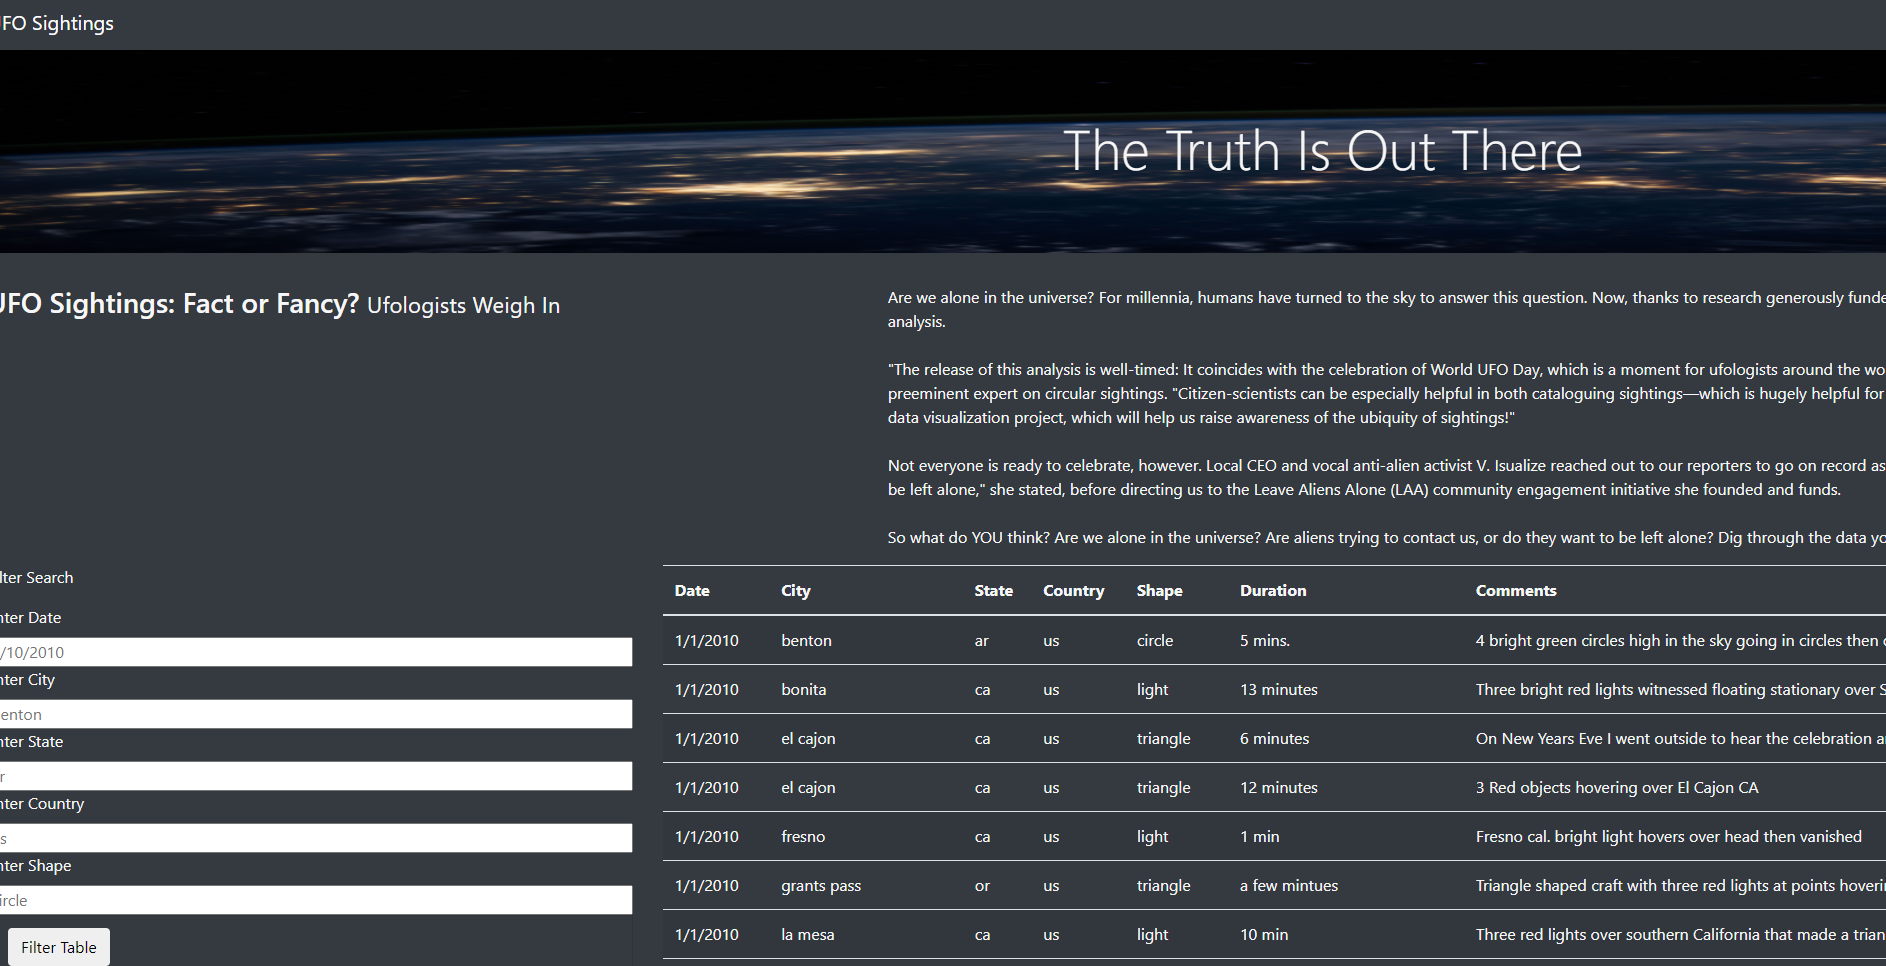 UFO Sightings
The Truth Is Out There
UFO Sightings: Fact or Fancy? Ufologists Weigh In
Are we alone in the universe? For millennia, humans have turned to the sky to answer this question. Now, thanks to research generously
analysis.
"The release of this analysis is well-timed: It coincides with the celebration of World UFO Day, which is a moment for ufologists around the
preeminent expert on circular sightings. "Citizen-scientists can be especially helpful in both cataloguing sightings—which is hugely helpful for
data visualization project, which will help us raise awareness of the ubiquity of sightings!"
Not everyone is ready to celebrate, however. Local CEO and vocal anti-alien activist V. Isualize reached out to our reporters to go on record as
be left alone," she stated, before directing us to the Leave Aliens Alone (LAA) community engagement initiative she founded and funds.
So what do YOU think? Are we alone in the universe? Are aliens trying to contact us, or do they want to be left alone? Dig through the data
Search
Date
/10/2010
City
State
Country
Shape
Filter Table
Date City State Country Shape Duration Comments
1/1/2010 benton ar us circle 5 mins. 4 bright green circles high in the sky going in circles then
1/1/2010 bonita ca us light 13 minutes Three bright red lights witnessed floating stationary over
1/1/2010 el cajon ca us triangle 6 minutes On New Years Eve I went outside to hear the celebration
1/1/2010 el cajon ca us triangle 12 minutes 3 Red objects hovering over El Cajon CA
1/1/2010 fresno ca us light 1 min Fresno cal. bright light hovers over head then vanished
1/1/2010 grants pass or us triangle a few mintues Triangle shaped craft with three red lights at points
1/1/2010 la mesa ca us light 10 min Three red lights over southern California that made a